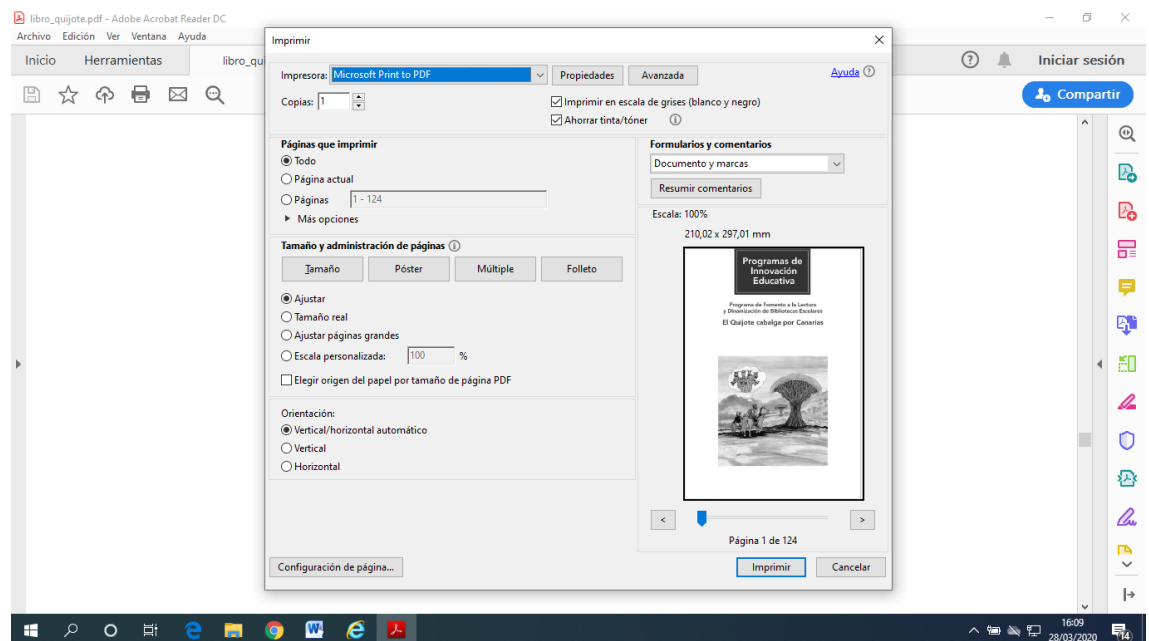 libro_quijote.pdf - Adobe Acrobat Reader DC
Archivo Edición Ver Ventana Ayuda
Inicio Herramientas libro_qu
Iniciar sesión
Compartir
Imprimir
Impresora: Microsoft Print to PDF Propiedades Avanzada Ayuda
Copias: 1
Imprimir en escala de grises (blanco y negro)
Ahorrar tinta/tóner
Páginas que imprimir
Todo
Página actual
Páginas 1 - 124
Más opciones
Tamaño y administración de páginas
Tamaño Póster Múltiple Folleto
Ajustar
Tamaño real
Ajustar páginas grandes
Escala personalizada: 100 %
Elegir origen del papel por tamaño de página PDF
Orientación:
Vertical/horizontal automático
Vertical
Horizontal
Formularios y comentarios
Documento y marcas
Resumir comentarios
Escala: 100%
210,02 x 297,01 mm
Programas de
Innovación
Educativa
Programa de Fomento a la Lectura
y Dinamización de Bibliotecas Escolares
El Quijote cabalga por Canarias
< >
Página 1 de 124
Configuración de página... Imprimir Cancelar
16:09
28/03/2020
14